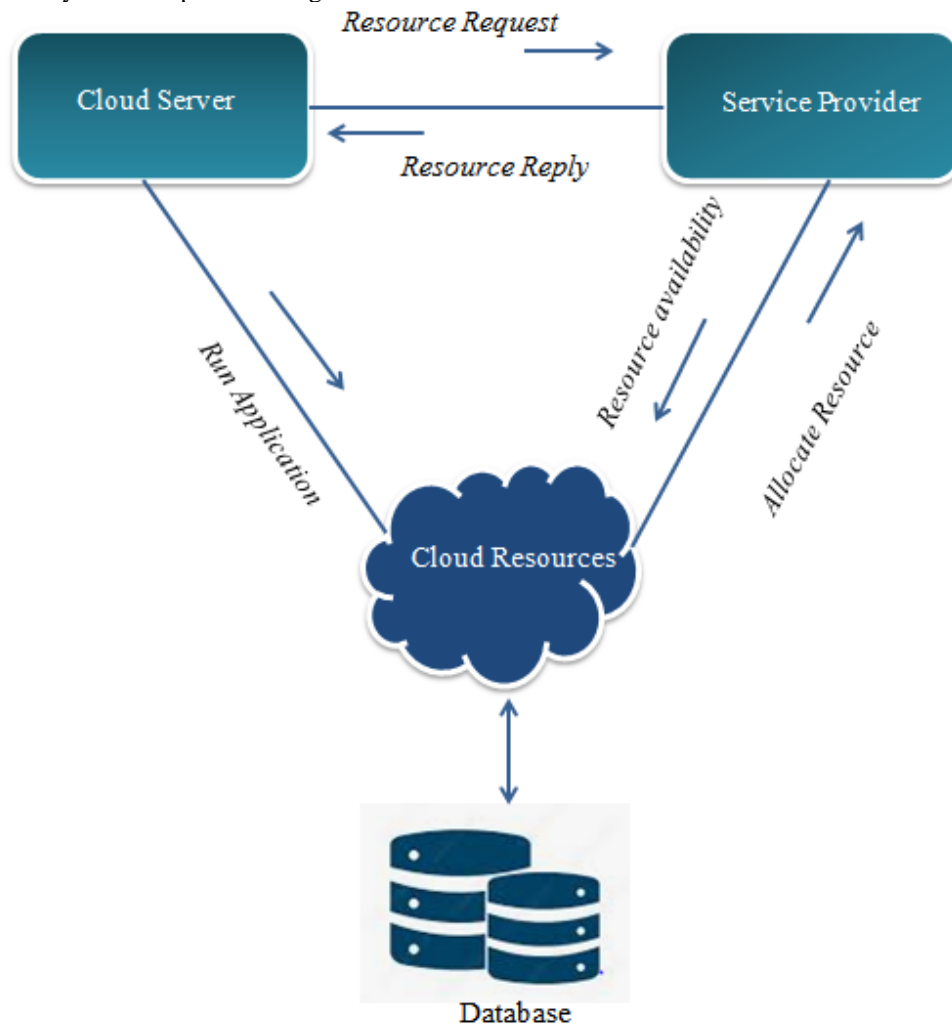 Resource Request
Cloud Server
Service Provider
Resource Reply
Resource availability
Run Application
Allocate Resource
Cloud Resources
Database